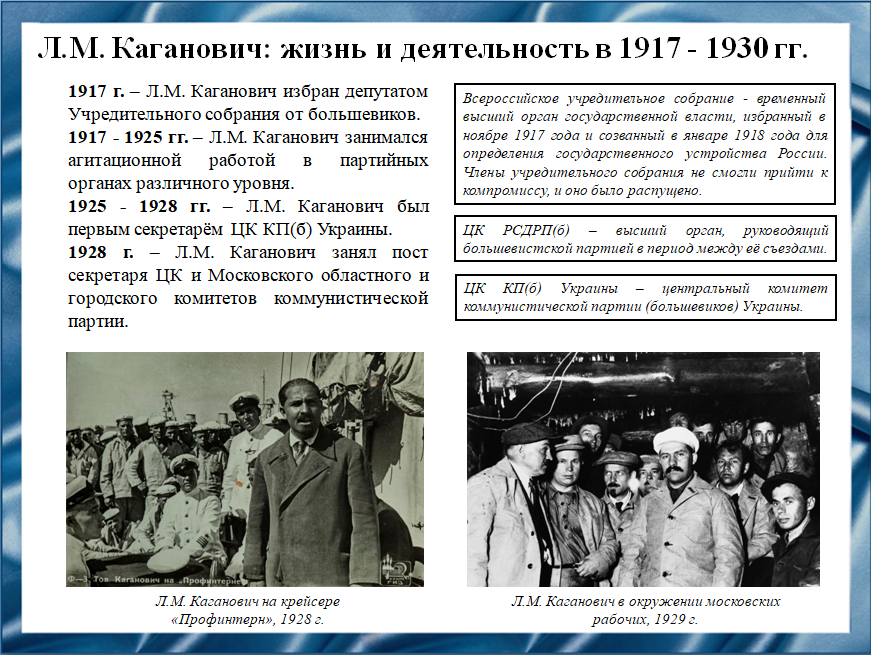 Л.М. Каганович: жизнь и деятельность в 1917 - 1930 гг.
1917 г. – Л.М. Каганович избран депутатом
Учредительного собрания от большевиков.
1917 - 1925 гг. – Л.М. Каганович занимался
агитационной работой в партийных
органах различного уровня.
1925 - 1928 гг. – Л.М. Каганович был
первым секретарём ЦК КП(б) Украины.
1928 г. – Л.М. Каганович занял пост
секретаря ЦК и Московского областного и
городского комитетов коммунистической
партии.
Всероссийское учредительное собрание - временный
высший орган государственной власти, избранный в
ноябре 1917 года и созванный в январе 1918 года для
определения государственного устройства России.
Члены учредительного собрания не смогли прийти к
компромиссу, и оно было распущено.
ЦК РСДРП(б) – высший орган, руководящий
большевистской партией в период между её съездами.
ЦК КП(б) Украины – центральный комитет
коммунистической партии (большевиков) Украины.
Ф—3. Тов. Каганович на „Профинтерне
Л.М. Каганович на крейсере
«Профинтерн», 1928 г.
Л.М. Каганович в окружении московских
рабочих, 1929 г.